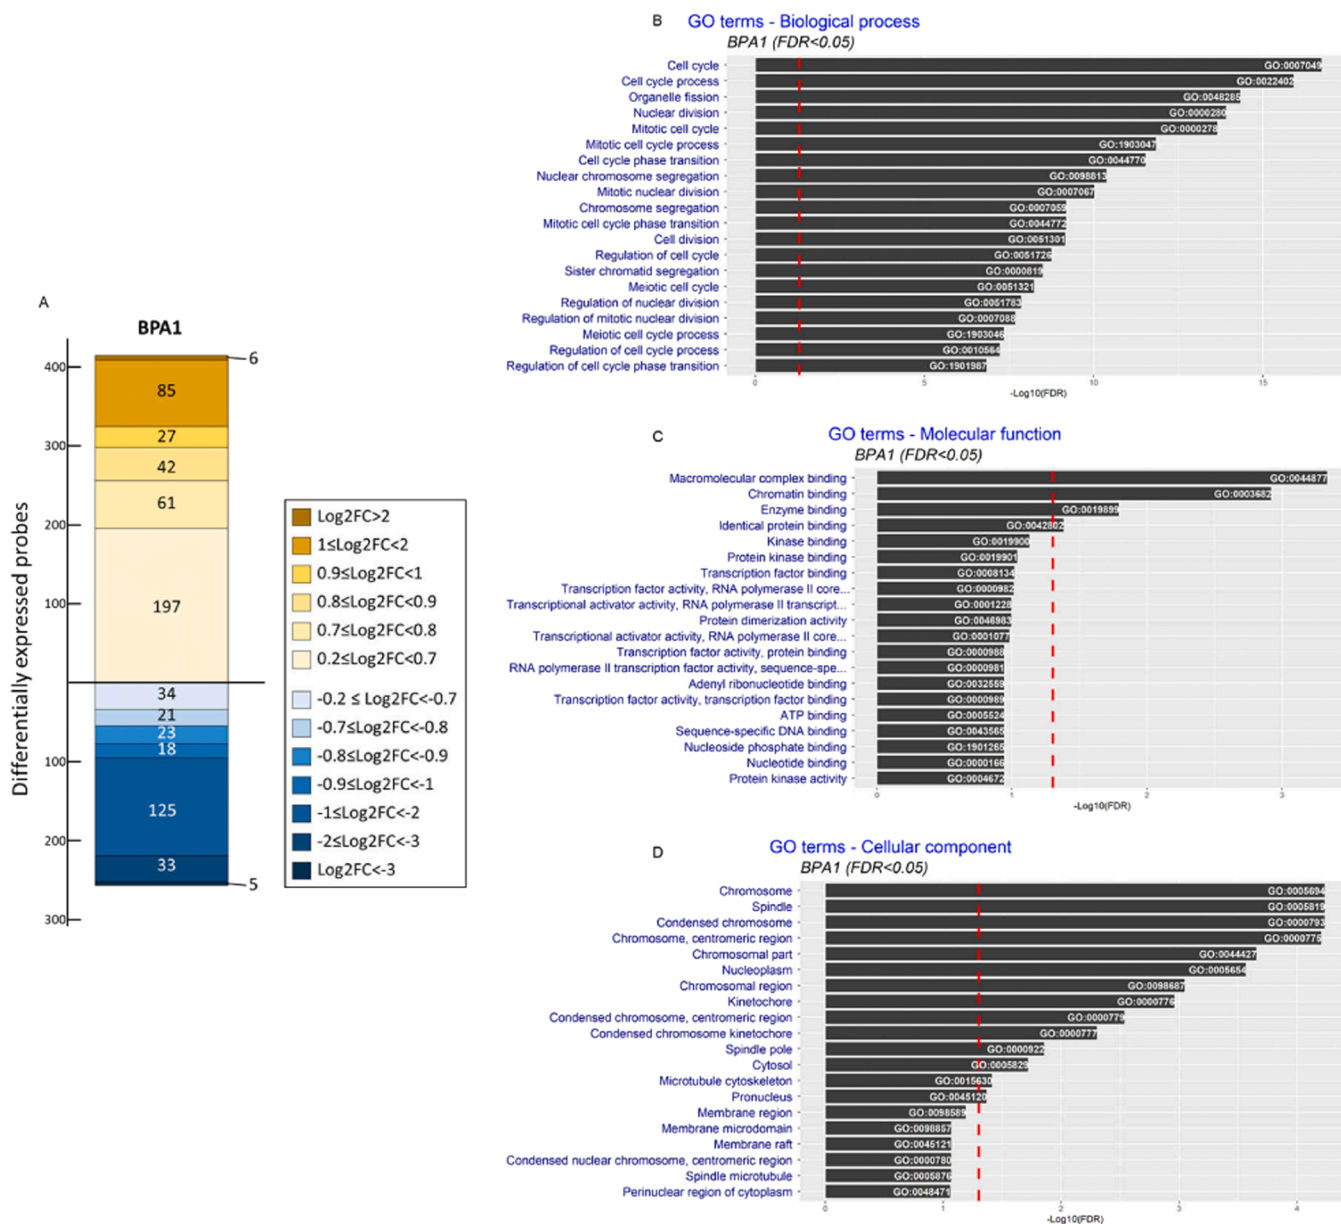 A
BPA1
Differentially expressed probes
400
300
200
100
100
200
300
6
85
27
42
61
197
34
21
23
18
125
33
5
Log2FC>2
1≤Log2FC<2
0.9≤Log2FC<1
0.8≤Log2FC<0.9
0.7≤Log2FC<0.8
0.2≤Log2FC<0.7
-0.2 ≤ Log2FC<-0.7
-0.7≤Log2FC<-0.8
-0.8≤Log2FC<-0.9
-0.9≤Log2FC<-1
-1≤Log2FC<-2
-2≤Log2FC<-3
Log2FC<-3
B GO terms - Biological process
BPA1 (FDR<0.05)
Cell cycle GO:0007049
Cell cycle process GO:0022402
Organelle fission GO:0048285
Nuclear division GO:0000280
Mitotic cell cycle GO:0000278
Mitotic cell cycle process GO:1903047
Cell cycle phase transition GO:0044770
Nuclear chromosome segregation GO:0098813
Mitotic nuclear division GO:0007067
Chromosome segregation GO:0007059
Mitotic cell cycle phase transition GO:0044772
Cell division GO:0051301
Regulation of cell cycle GO:0051726
Sister chromatid segregation GO:0000819
Meiotic cell cycle GO:0051321
Regulation of nuclear division GO:0051783
Regulation of mitotic nuclear division GO:0007088
Meiotic cell cycle process GO:1903046
Regulation of cell cycle process GO:0010564
Regulation of cell cycle phase transition GO:1901987
0 5 10 15
-Log10(FDR)
C GO terms - Molecular function
BPA1 (FDR<0.05)
Macromolecular complex binding GO:0044877
Chromatin binding GO:0003682
Enzyme binding GO:0019899
Identical protein binding GO:0042802
Kinase binding GO:0019900
Protein kinase binding GO:0019901
Transcription factor binding GO:0008134
Transcription factor activity, RNA polymerase II core... GO:0000982
Transcriptional activator activity, RNA polymerase II transcript... GO:0001228
Protein dimerization activity GO:0046983
Transcriptional activator activity, RNA polymerase II core... GO:0001077
Transcription factor activity, protein binding GO:0000988
RNA polymerase II transcription factor activity, sequence-spe... GO:0000981
Adenyl ribonucleotide binding GO:0032559
Transcription factor activity, transcription factor binding GO:0000989
ATP binding GO:0005524
Sequence-specific DNA binding GO:0043565
Nucleoside phosphate binding GO:1901265
Nucleotide binding GO:0000166
Protein kinase activity GO:0004672
0 1 2 3
-Log10(FDR)
D GO terms - Cellular component
BPA1 (FDR<0.05)
Chromosome GO:0005694
Spindle GO:0005819
Condensed chromosome GO:0000793
Chromosome, centromeric region GO:0000775
Chromosomal part GO:0044427
Nucleoplasm GO:0005654
Chromosomal region GO:0098687
Kinetochore GO:0000776
Condensed chromosome, centromeric region GO:0000779
Condensed chromosome kinetochore GO:0000777
Spindle pole GO:0000922
Cytosol GO:0005829
Microtubule cytoskeleton GO:0015630
Pronucleus GO:0045120
Membrane region GO:0098589
Membrane microdomain GO:0098857
Membrane raft GO:0045121
Condensed nuclear chromosome, centromeric region GO:0000780
Spindle microtubule GO:0005876
Perinuclear region of cytoplasm GO:0048471
0 1 2 3 4
-Log10(FDR)